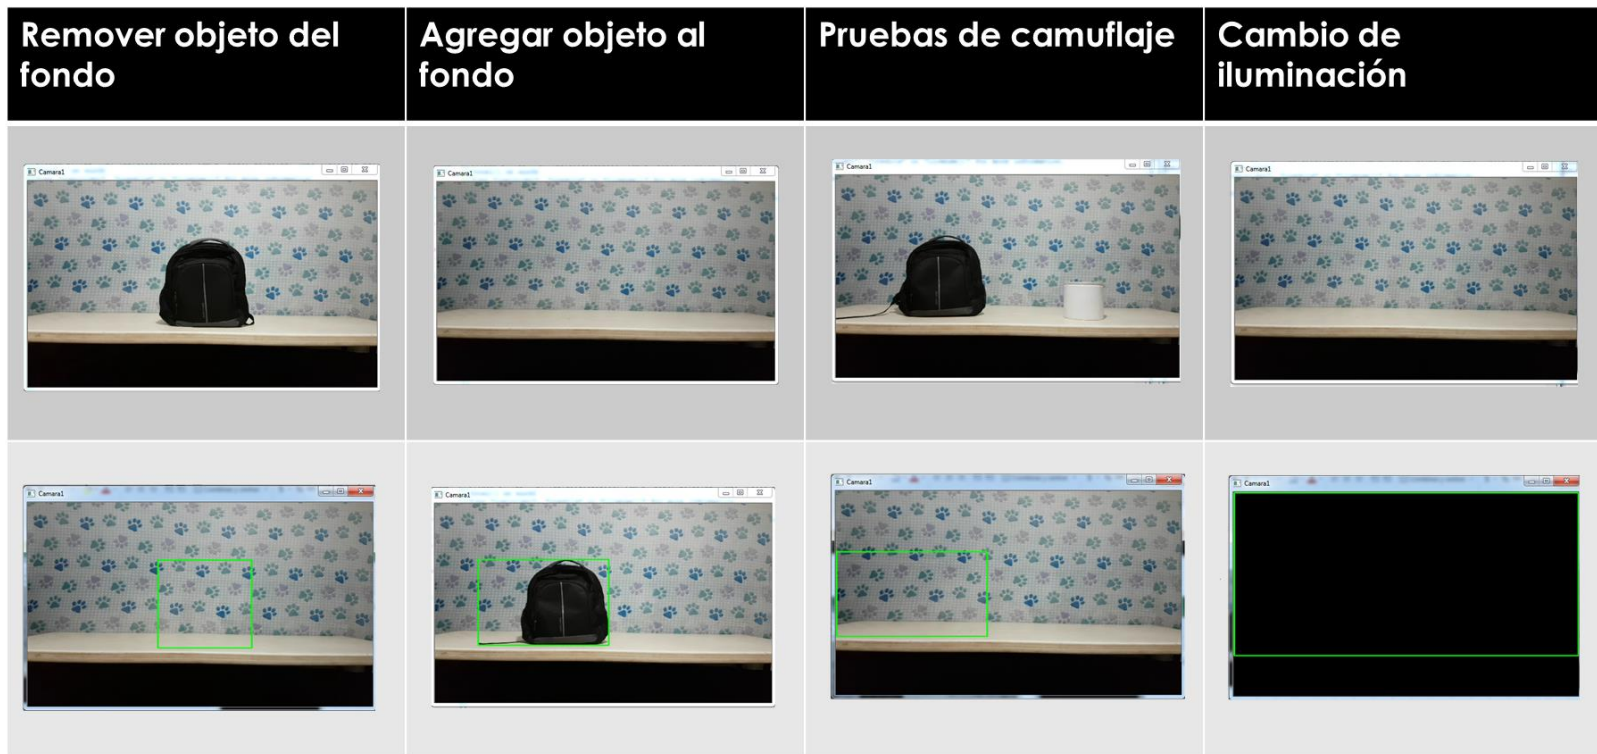 Remover objeto del
fondo
Agregar objeto al
fondo
Pruebas de camuflaje
Cambio de
iluminación
Camara1
Camara1
Camara1
Camara1
Camara1
Camara1
Camara1
Camara1